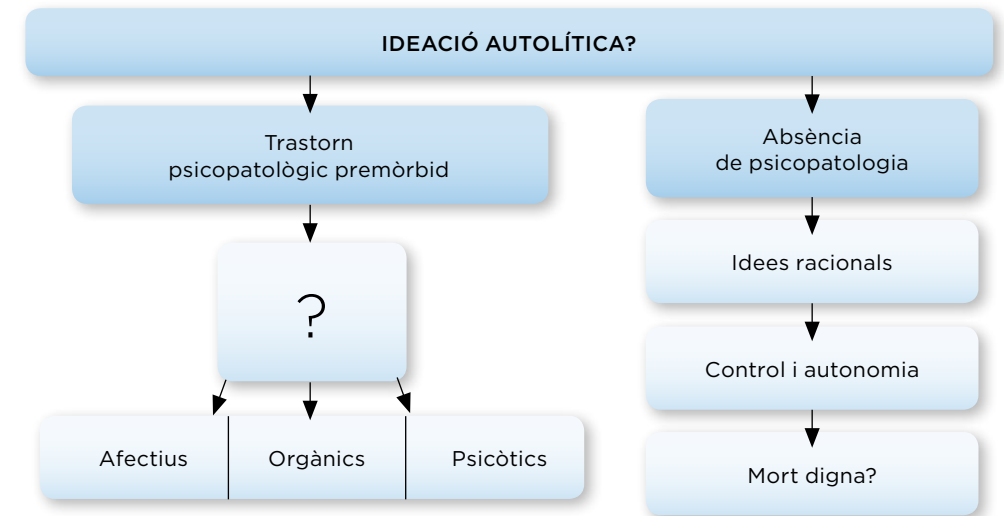 IDEACIÓ AUTOLÍTICA?
Trastorn
psicopatològic premòrbid
?
Afectius
Orgànics
Psicòtics
Absència
de psicopatologia
Idees racionals
Control i autonomia
Mort digna?